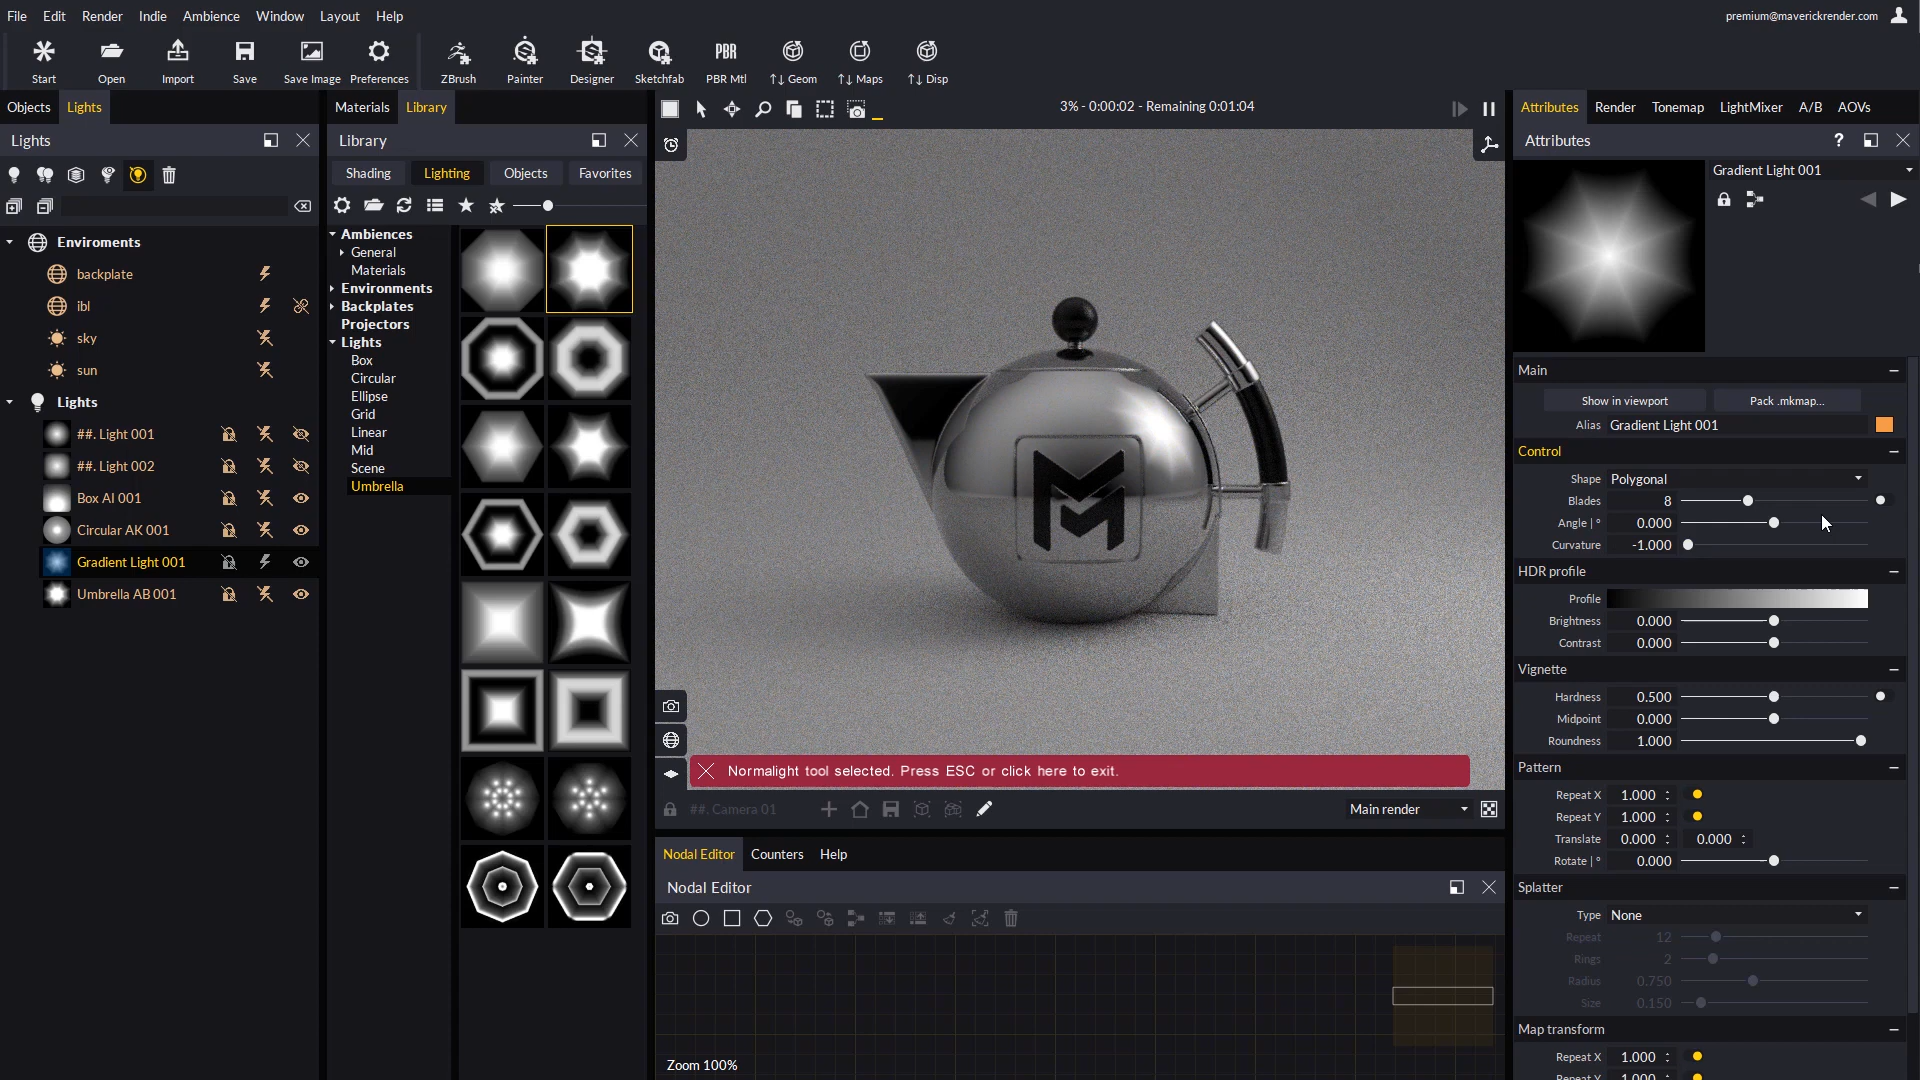 File Edit Render Indie Ambience Window Layout Help
premium@maverickrender.com
Start Open Import Save Save Image Preferences ZBrush Painter Designer Sketchfab PBR Mtl ↑↓ Geom ↑↓ Maps ↑↓ Disp
PBR
Objects Lights
Lights
Enviroments
backplate
ibl
sky
sun
Lights
##. Light 001
##. Light 002
Box AI 001
Circular AK 001
Gradient Light 001
Umbrella AB 001
Materials Library
Library
Shading Lighting Objects Favorites
Ambiences
General
Materials
Environments
Backplates
Projectors
Lights
Box
Circular
Ellipse
Grid
Linear
Mid
Scene
Umbrella
3% - 0:00:02 - Remaining 0:01:04
M
Normalight tool selected. Press ESC or click here to exit.
##. Camera 01
Main render
Nodal Editor Counters Help
Nodal Editor
Zoom 100%
Attributes Render Tonemap LightMixer A/B AOVs
Attributes ?
Gradient Light 001
Main
Show in viewport Pack .mkmap...
Alias Gradient Light 001
Control
Shape Polygonal
Blades 8
Angle | ° 0.000
Curvature -1.000
HDR profile
Profile
Brightness 0.000
Contrast 0.000
Vignette
Hardness 0.500
Midpoint 0.000
Roundness 1.000
Pattern
Repeat X 1.000
Repeat Y 1.000
Translate 0.000 0.000
Rotate | ° 0.000
Splatter
Type None
Repeat 12
Rings 2
Radius 0.750
Size 0.150
Map transform
Repeat X 1.000
Repeat Y 1.000